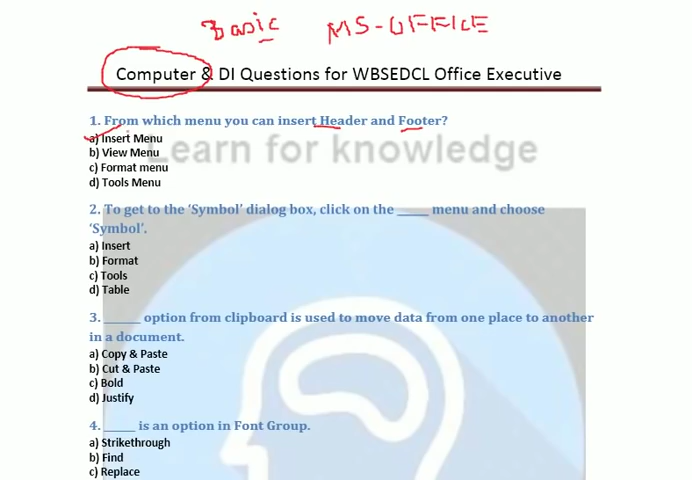 Basic MS-OFFICE
Computer & DI Questions for WBSEDCL Office Executive
1. From which menu you can insert Header and Footer?
a) Insert Menu
b) View Menu
c) Format menu
d) Tools Menu
Learn for knowledge
2. To get to the ‘Symbol’ dialog box, click on the _____ menu and choose
‘Symbol’.
a) Insert
b) Format
c) Tools
d) Table
3. ______ option from clipboard is used to move data from one place to another
in a document.
a) Copy & Paste
b) Cut & Paste
c) Bold
d) Justify
4. _____ is an option in Font Group.
a) Strikethrough
b) Find
c) Replace